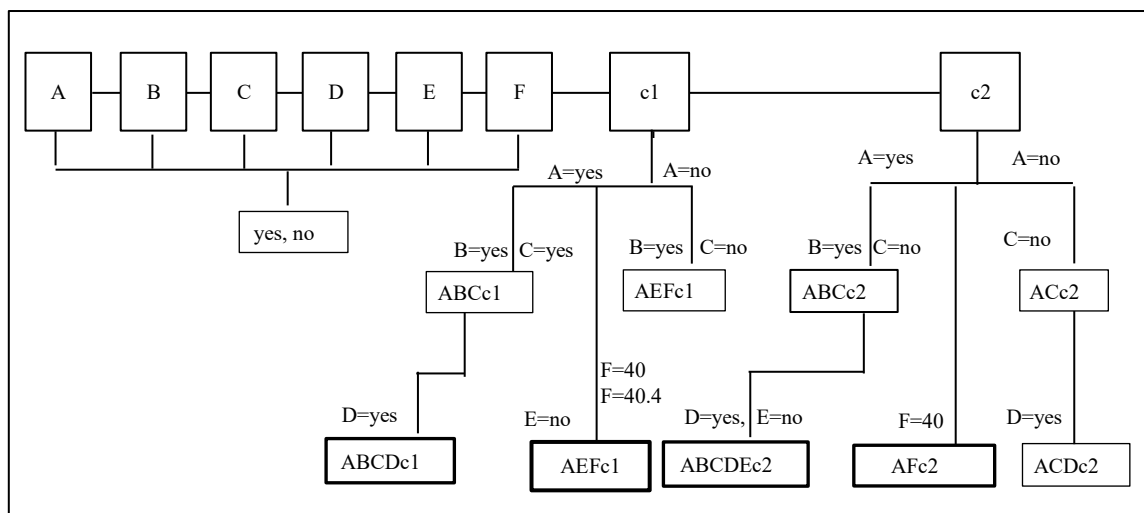 A B C D E F c1 c2
A=yes A=no A=yes A=no
yes, no
B=yes C=yes B=yes C=no B=yes C=no C=no
ABCc1 AEFc1 ABCc2 ACc2
F=40
F=40.4
D=yes E=no D=yes, E=no F=40 D=yes
ABCDc1 AEFc1 ABCDEc2 AFc2 ACDc2